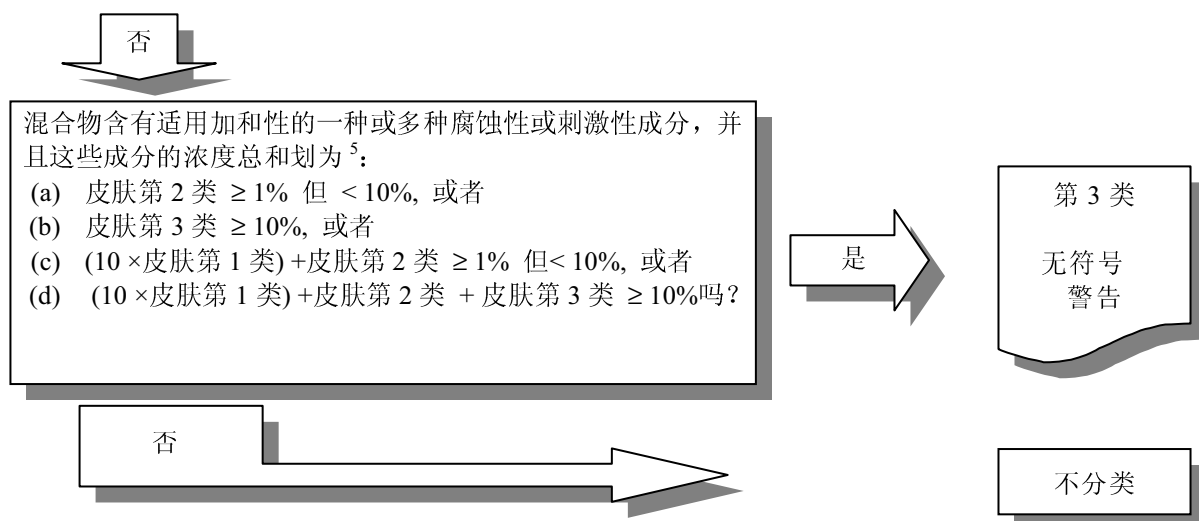 否
混合物含有适用加和性的一种或多种腐蚀性或刺激性成分，并
且这些成分的浓度总和划为 5：
(a) 皮肤第 2 类 ≥ 1% 但 < 10%, 或者
(b) 皮肤第 3 类 ≥ 10%, 或者
(c) (10 ×皮肤第 1 类) +皮肤第 2 类 ≥ 1% 但< 10%, 或者
(d) (10 ×皮肤第 1 类) +皮肤第 2 类 + 皮肤第 3 类 ≥ 10%吗？
是
第 3 类
无符号
警告
否
不分类